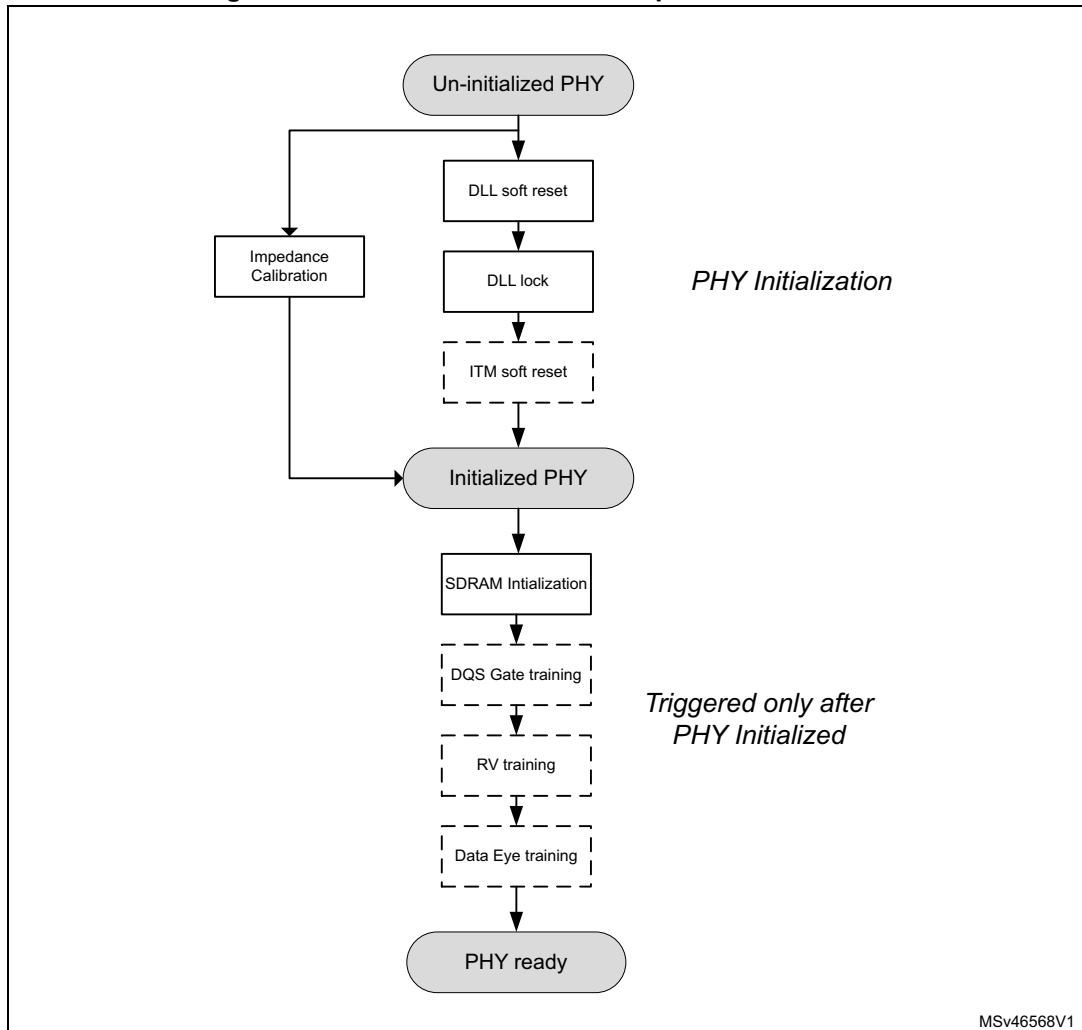 Un-initialized PHY
DLL soft reset
Impedance
Calibration
DLL lock
PHY Initialization
ITM soft reset
Initialized PHY
SDRAM Intialization
DQS Gate training
Triggered only after
PHY Initialized
RV training
Data Eye training
PHY ready
MSv46568V1